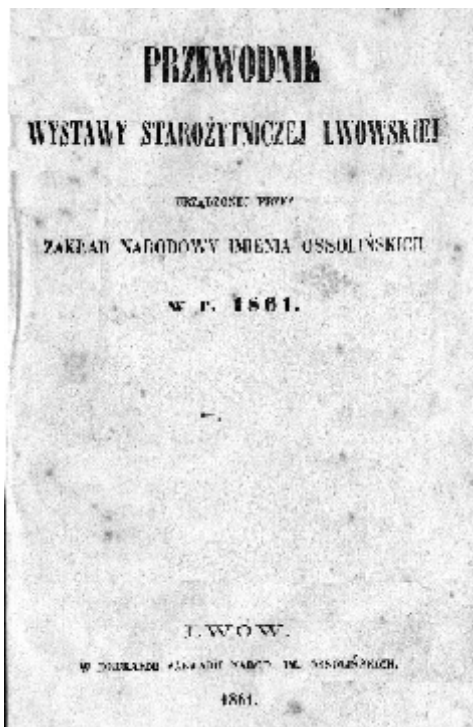 PRZEWODNIK
WYSTAWY STAROŻYTNICZEJ LWOWSKIEJ
URZĄDZONEJ PRZEZ
ZAKŁAD NARODOWY IMIENIA OSSOLIŃSKICH
w r. 1861.
LWÓW.
W DRUKARNI ZAKŁADU NAROD. IM. OSSOLIŃSKICH.
1861.